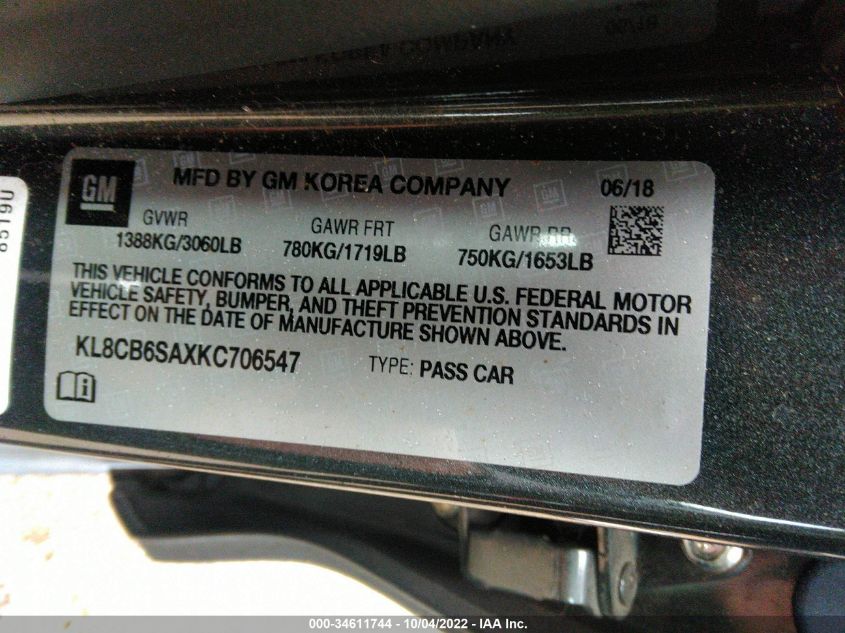 GM
MFD BY GM KOREA COMPANY 06/18
GVWR GAWR FRT GAWR RR
1388KG/3060LB 780KG/1719LB 750KG/1653LB
THIS VEHICLE CONFORMS TO ALL APPLICABLE U.S. FEDERAL MOTOR
VEHICLE SAFETY, BUMPER, AND THEFT PREVENTION STANDARDS IN
EFFECT ON THE DATE OF MANUFACTURE SHOWN ABOVE.
KL8CB6SAXKC706547 TYPE: PASS CAR
000-34611744 - 10/04/2022 - IAA Inc.